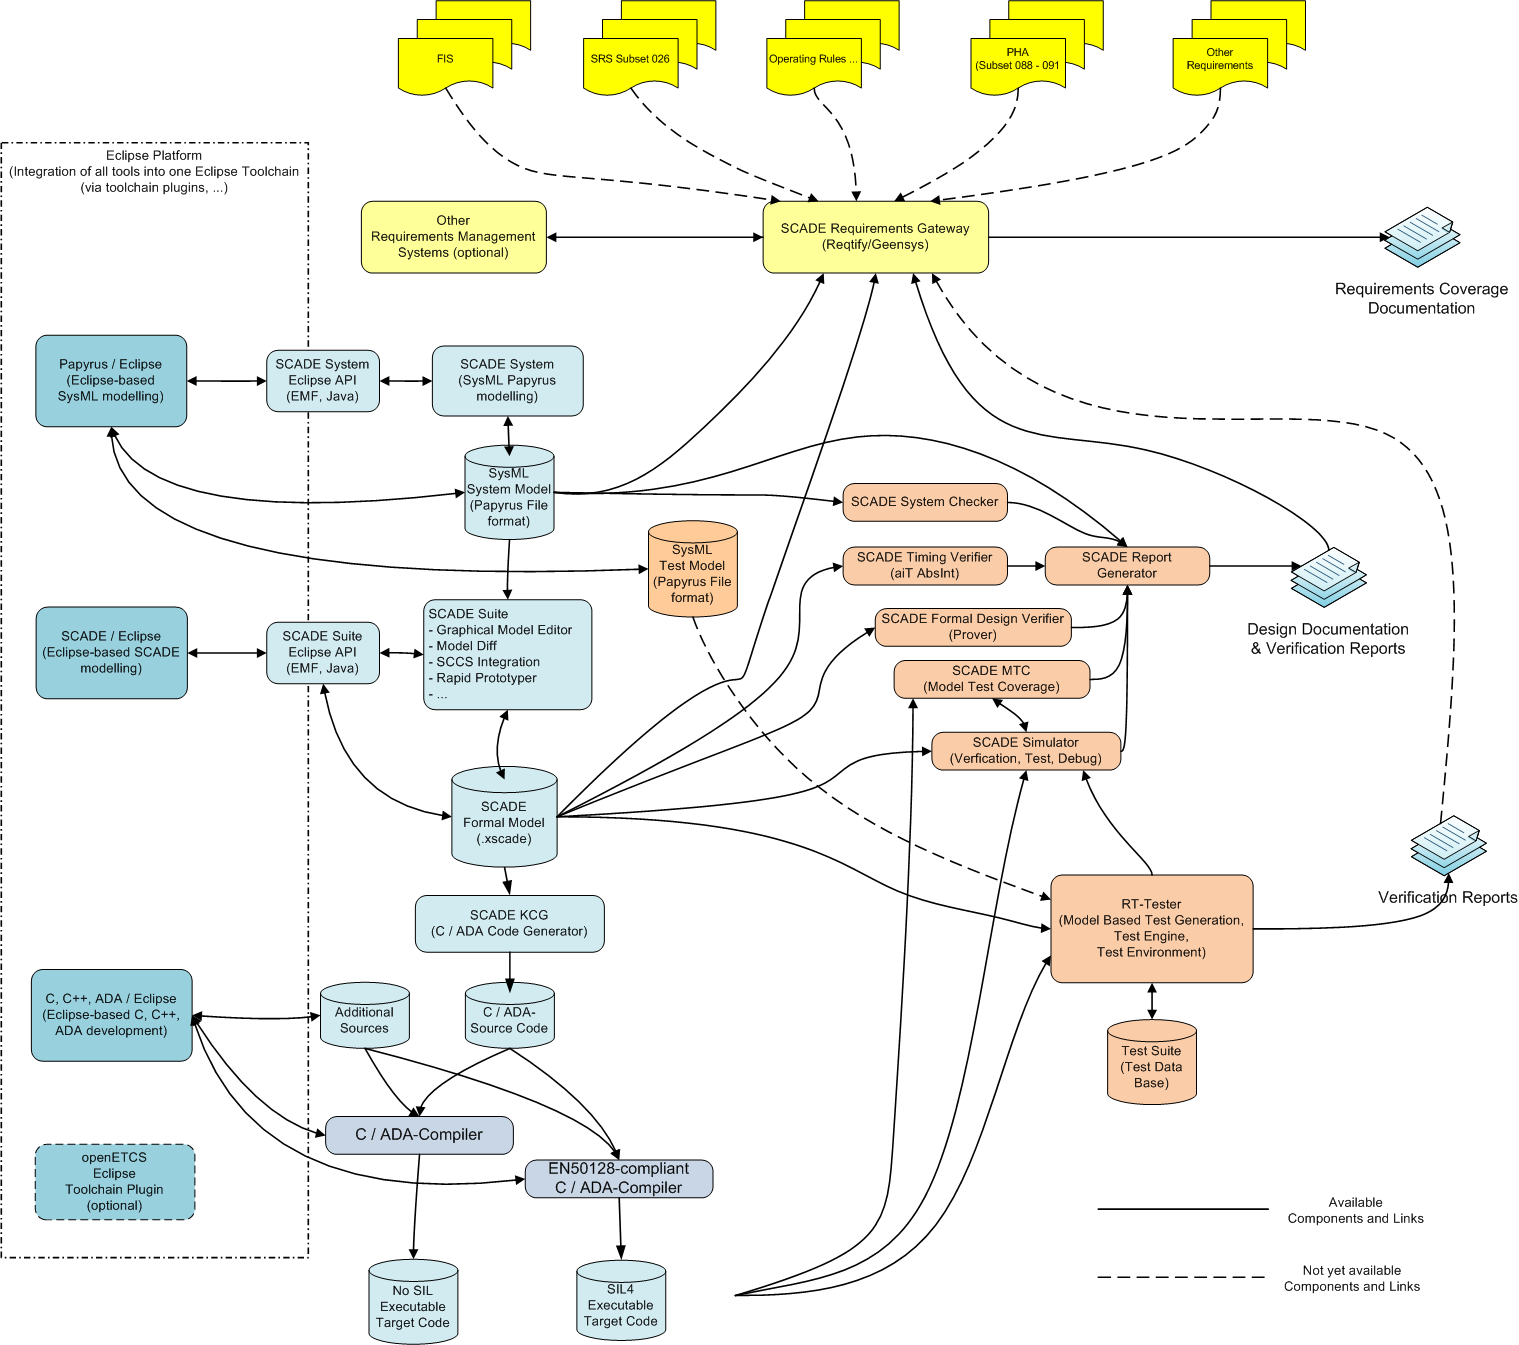 FIS
SRS Subset 026
Operating Rules ...
PHA
(Subset 088 - 091
Other
Requirements
Eclipse Platform
(Integration of all tools into one Eclipse Toolchain
(via toolchain plugins, ...)
Other
Requirements Management
Systems (optional)
SCADE Requirements Gateway
(Reqtify/Geensys)
Requirements Coverage
Documentation
Papyrus / Eclipse
(Eclipse-based
SysML modelling)
SCADE System
Eclipse API
(EMF, Java)
SCADE System
(SysML Papyrus
modelling)
SysML
System Model
(Papyrus File
format)
SCADE System Checker
SysML
Test Model
(Papyrus File
format)
SCADE Timing Verifier
(aiT AbsInt)
SCADE Report
Generator
SCADE / Eclipse
(Eclipse-based SCADE
modelling)
SCADE Suite
Eclipse API
(EMF, Java)
SCADE Suite
- Graphical Model Editor
- Model Diff
- SCCS Integration
- Rapid Prototyper
- ...
SCADE Formal Design Verifier
(Prover)
Design Documentation
& Verification Reports
SCADE MTC
(Model Test Coverage)
SCADE Simulator
(Verfication, Test, Debug)
SCADE
Formal Model
(.xscade)
Verification Reports
SCADE KCG
(C / ADA Code Generator)
RT-Tester
(Model Based Test Generation,
Test Engine,
Test Environment)
C, C++, ADA / Eclipse
(Eclipse-based C, C++,
ADA development)
Additional
Sources
C / ADA-
Source Code
Test Suite
(Test Data
Base)
C / ADA-Compiler
openETCS
Eclipse
Toolchain Plugin
(optional)
EN50128-compliant
C / ADA-Compiler
Available
Components and Links
Not yet available
Components and Links
No SIL
Executable
Target Code
SIL4
Executable
Target Code